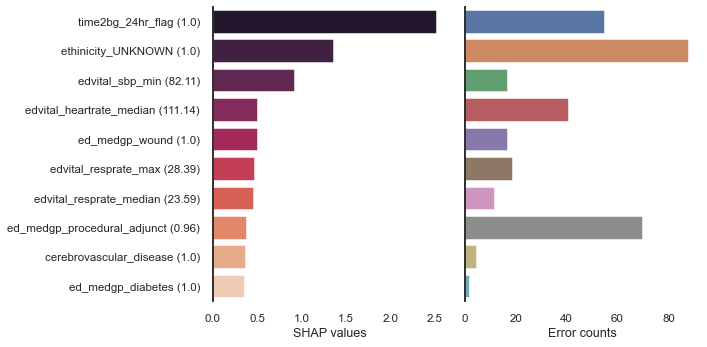 time2bg_24hr_flag (1.0)
ethinicity_UNKNOWN (1.0)
edvital_sbp_min (82.11)
edvital_heartrate_median (111.14)
ed_medgp_wound (1.0)
edvital_resprate_max (28.39)
edvital_resprate_median (23.59)
ed_medgp_procedural_adjunct (0.96)
cerebrovascular_disease (1.0)
ed_medgp_diabetes (1.0)
0.0 0.5 1.0 1.5 2.0 2.5
SHAP values
0 20 40 60 80
Error counts